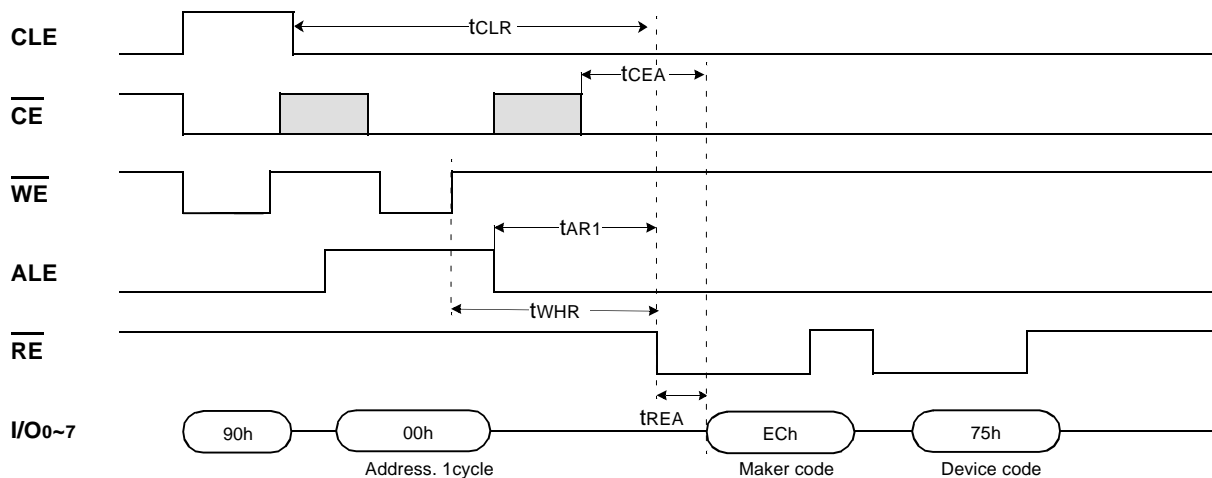 CLE
tCLR
tCEA
CE
WE
tAR1
ALE
tWHR
RE
tREA
I/O0~7
90h
00h
ECh
75h
Address. 1cycle
Maker code
Device code